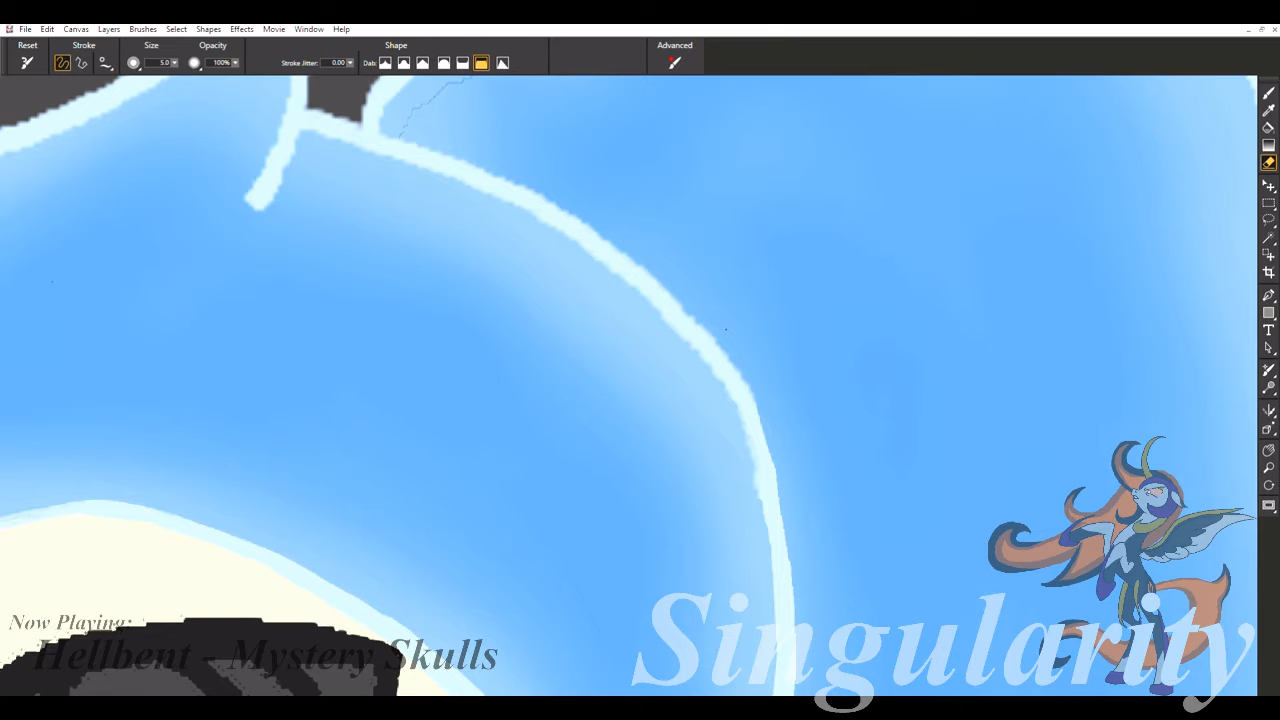 File Edit Canvas Layers Brushes Select Shapes Effects Movie Window Help
Reset Stroke Size Opacity Shape Advanced
5.0 100% Stroke Jitter: 0.00 Dab:
Now Playing:
Hellbent - Mystery Skulls
Singularity